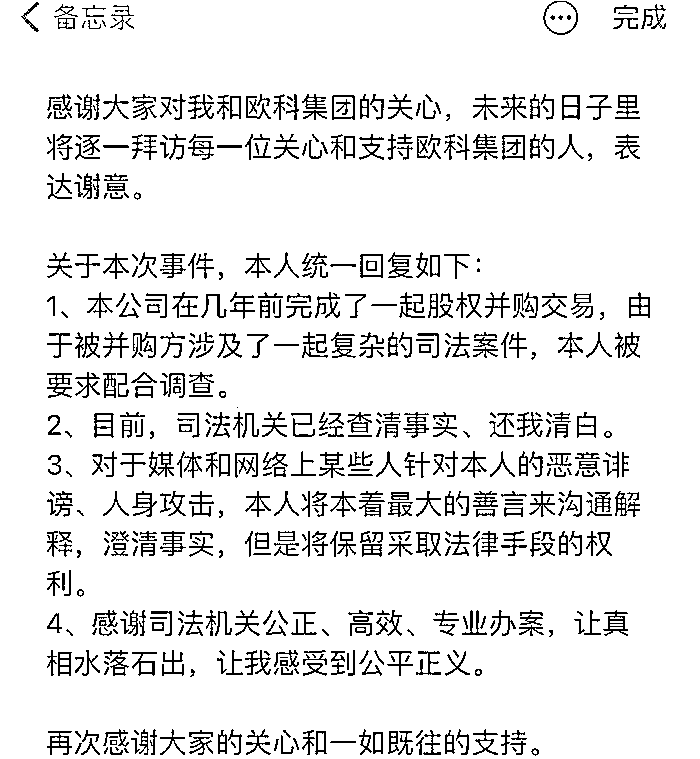 备忘录
完成
感谢大家对我和欧科集团的关心，未来的日子里
将逐一拜访每一位关心和支持欧科集团的人，表
达谢意。
关于本次事件，本人统一回复如下：
1、本公司在几年前完成了一起股权并购交易，由
于被并购方涉及了一起复杂的司法案件，本人被
要求配合调查。
2、目前，司法机关已经查清事实、还我清白。
3、对于媒体和网络上某些人针对本人的恶意诽
谤、人身攻击，本人将本着最大的善言来沟通解
释，澄清事实，但是将保留采取法律手段的权
利。
4、感谢司法机关公正、高效、专业办案，让真
相水落石出，让我感受到公平正义。
再次感谢大家的关心和一如既往的支持。